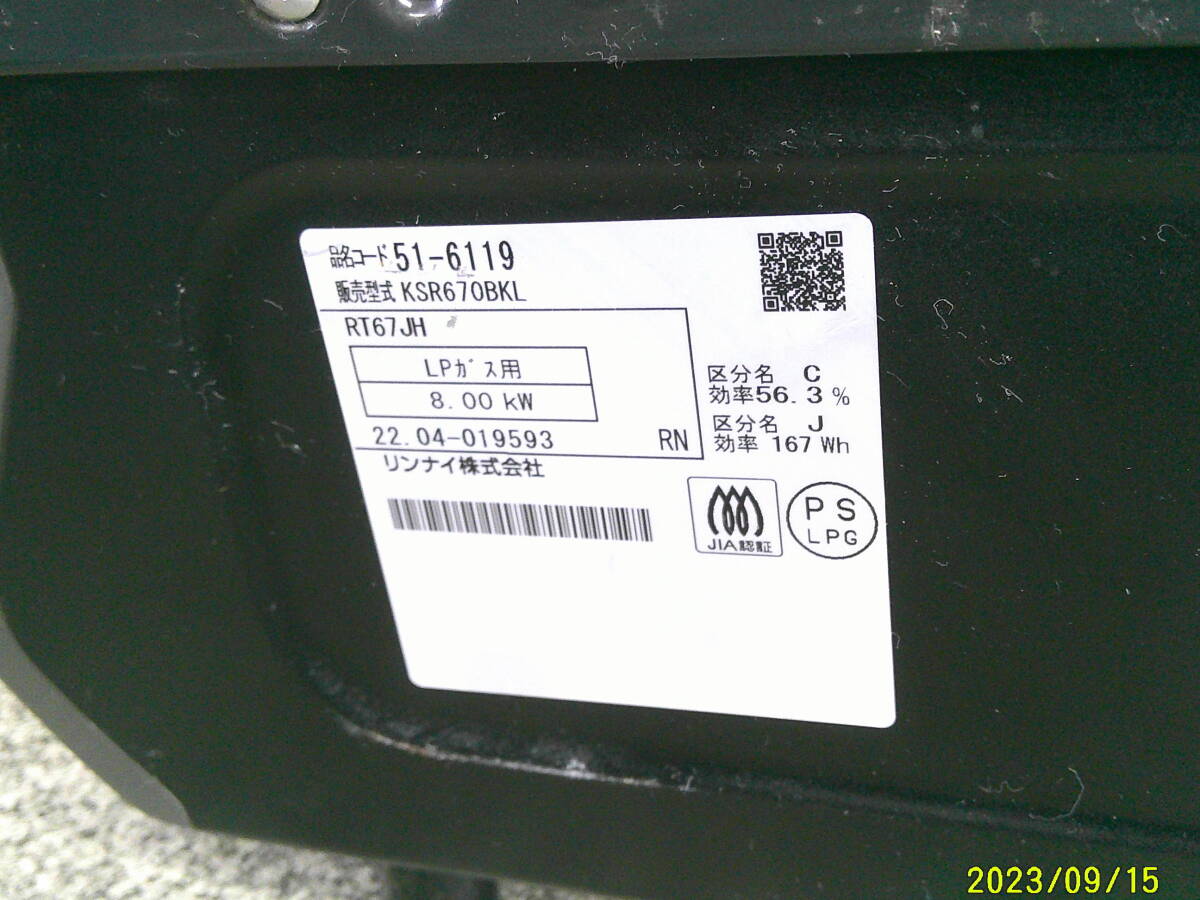 品名コード 51-6119
販売型式 KSR670BKL
RT67JH
LPガス用
8.00 kW
22.04-019593 RN
リンナイ株式会社
区分名 C
効率 56.3 %
区分名 J
効率 167 Wh
JIA認証
PS
LPG
2023/09/15